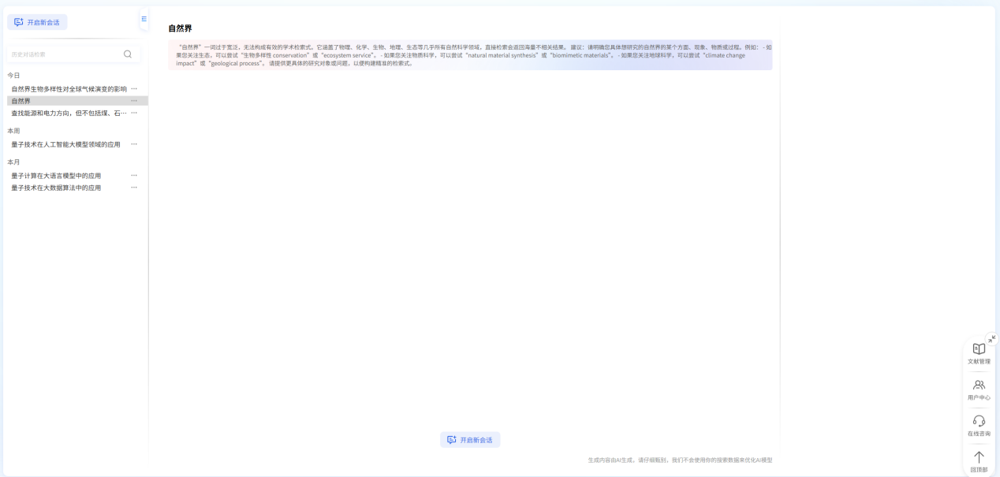 开启新会话
历史对话检索
今日
自然界生物多样性对全球气候演变的影响 ···
自然界 ···
查找能源和电力方向，但不包括煤、石··· ···
本周
量子技术在人工智能大模型领域的应用 ···
本月
量子计算在大语言模型中的应用 ···
量子技术在大数据算法中的应用 ···
自然界
“自然界”一词过于宽泛，无法构成有效的学术检索式。它涵盖了物理、化学、生物、地理、生态等几乎所有自然科学领域，直接检索会返回海量不相关结果。 建议：请明确您具体想研究的自然界的某个方面、现象、物质或过程。例如： - 如
果您关注生态，可以尝试“生物多样性 conservation”或“ecosystem service”。 - 如果您关注物质科学，可以尝试“natural material synthesis”或“biomimetic materials”。 - 如果您关注地球科学，可以尝试“climate change
impact”或“geological process”。 请提供更具体的研究对象或问题，以便构建精准的检索式。
开启新会话
生成内容由AI生成，请仔细甄别，我们不会使用你的搜索数据来优化AI模型
文献管理
用户中心
在线咨询
回顶部